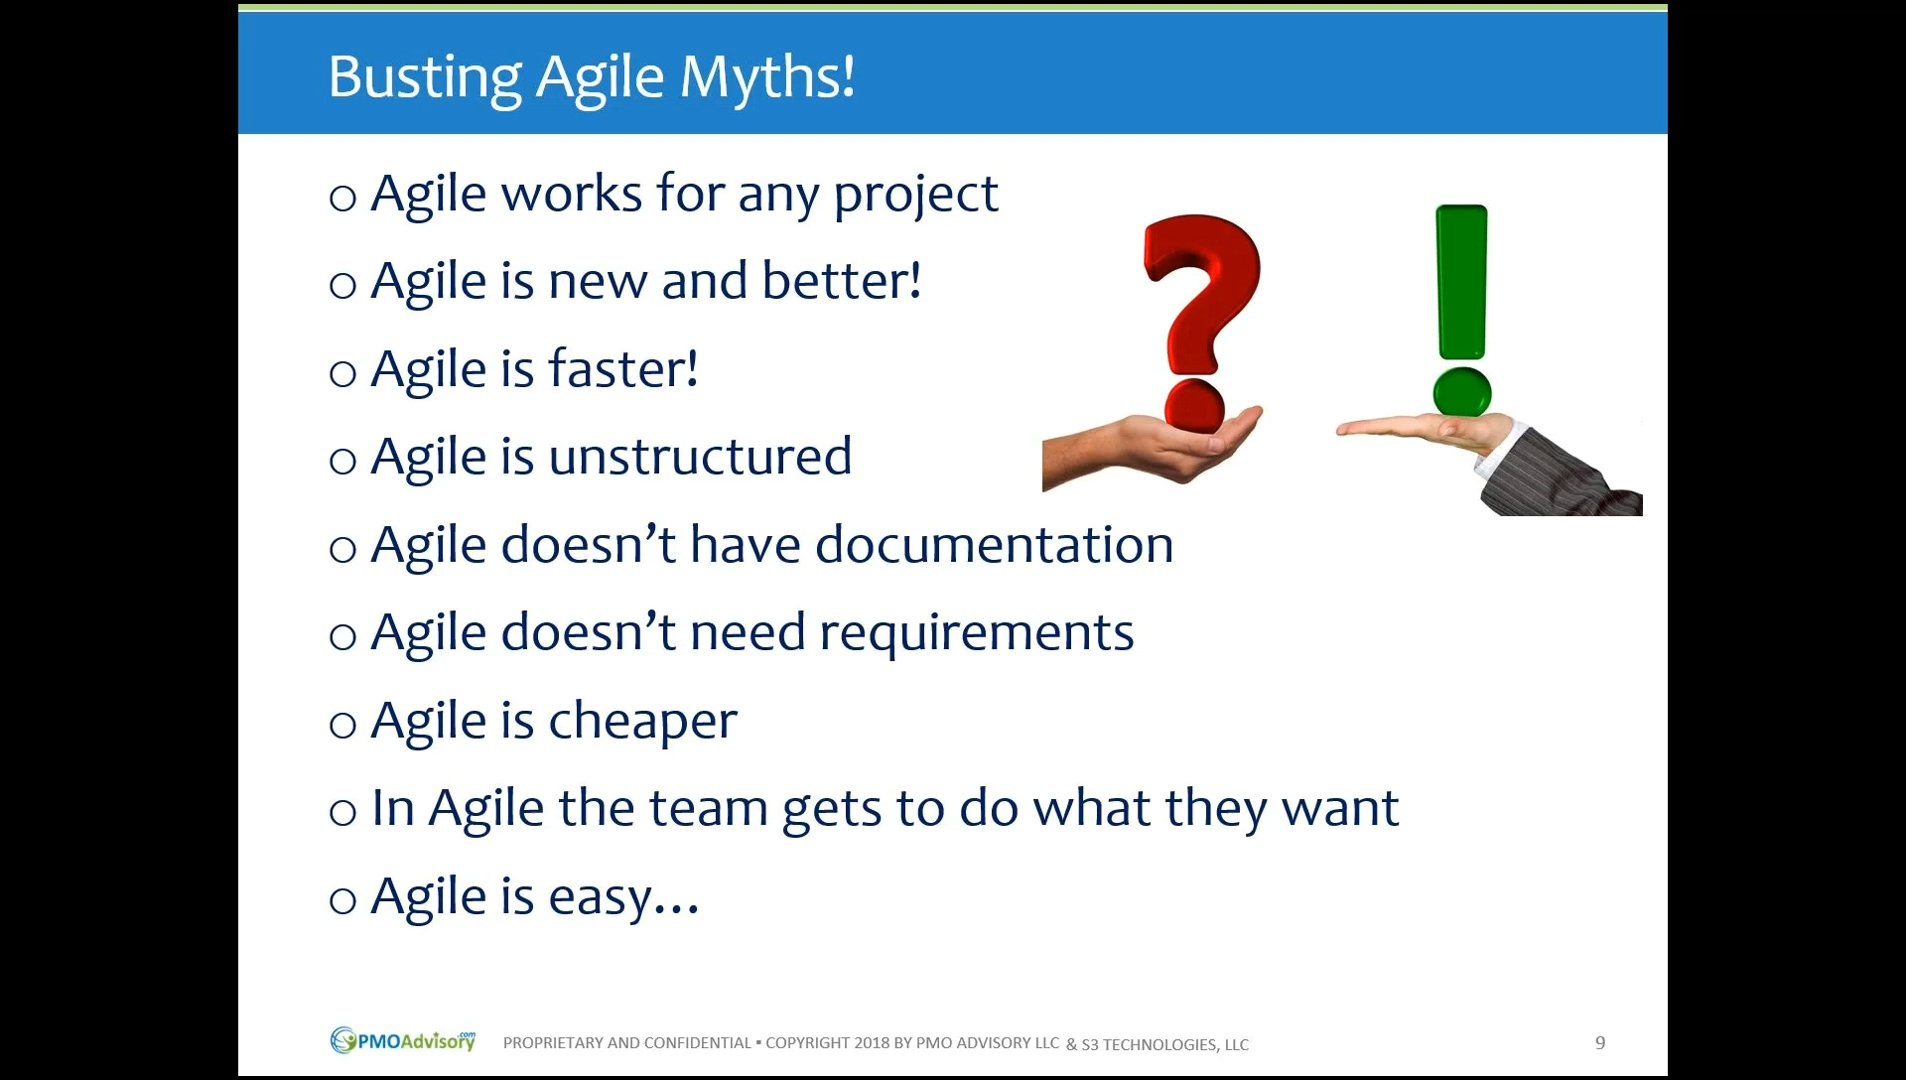 Busting Agile Myths!
o Agile works for any project
o Agile is new and better!
o Agile is faster!
o Agile is unstructured
o Agile doesn’t have documentation
o Agile doesn’t need requirements
o Agile is cheaper
o In Agile the team gets to do what they want
o Agile is easy...
? !
PMOAdvisory.com PROPRIETARY AND CONFIDENTIAL ▪ COPYRIGHT 2018 BY PMO ADVISORY LLC & S3 TECHNOLOGIES, LLC 9